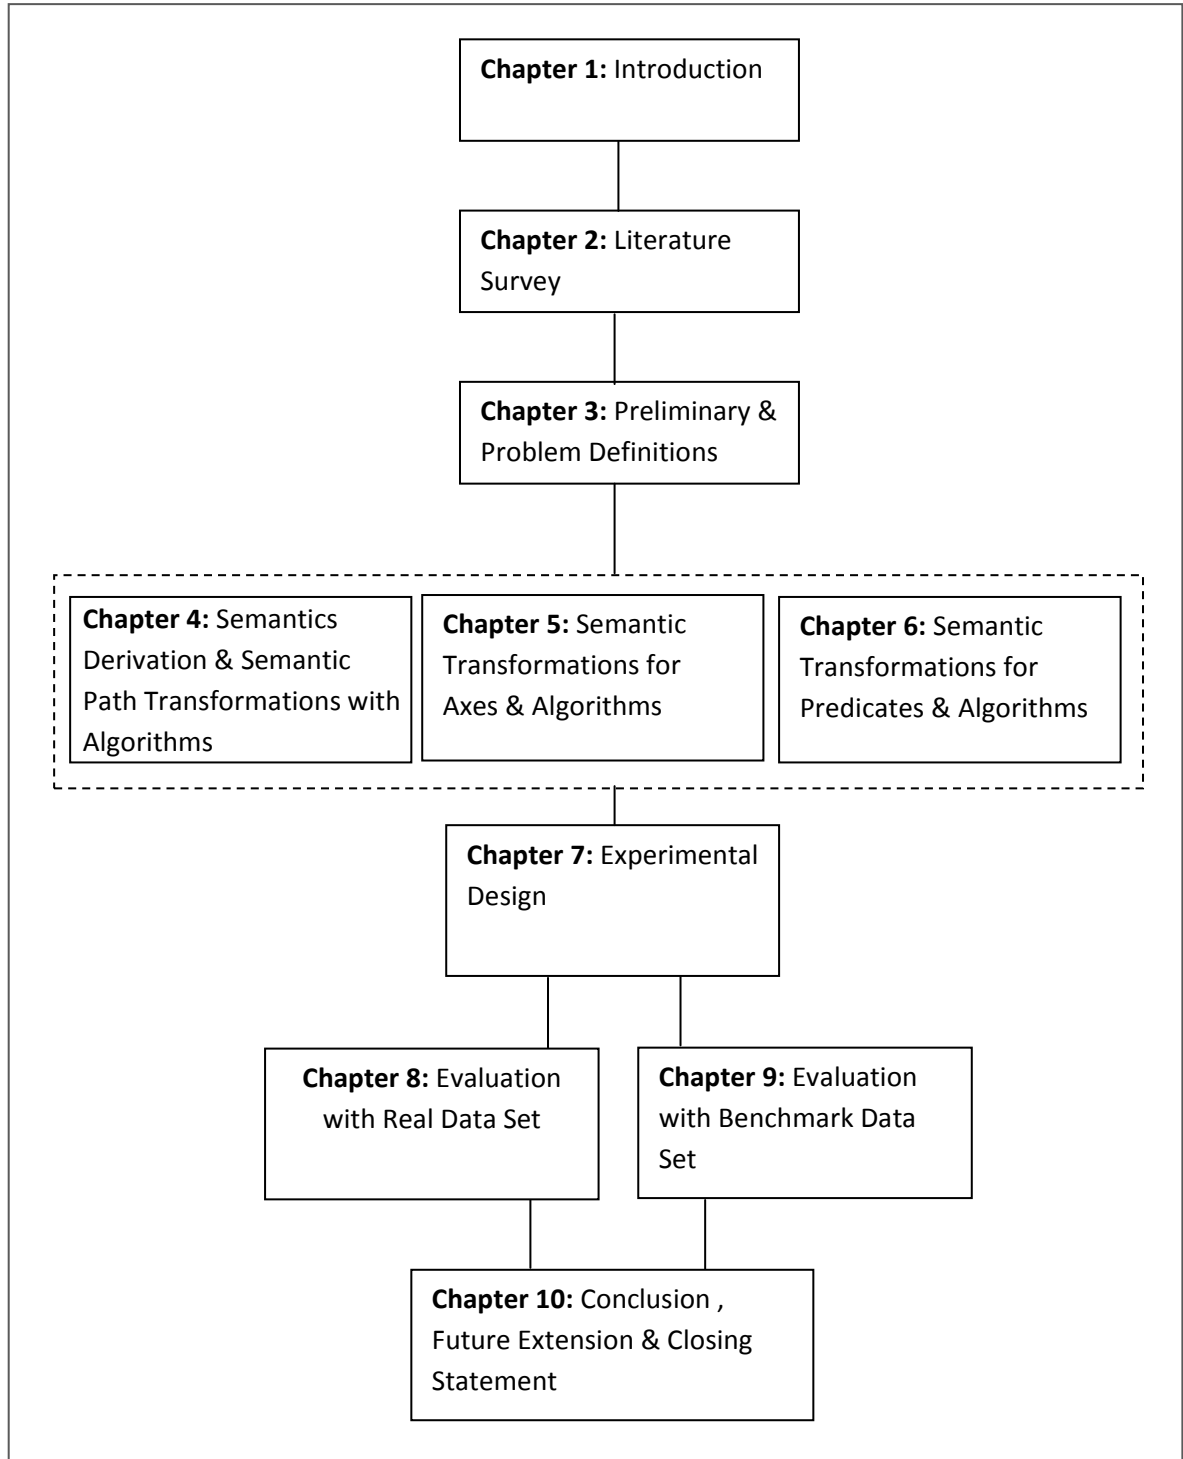 Chapter 1: Introduction
Chapter 2: Literature
Survey
Chapter 3: Preliminary &
Problem Definitions
Chapter 4: Semantics
Derivation & Semantic
Path Transformations with
Algorithms
Chapter 5: Semantic
Transformations for
Axes & Algorithms
Chapter 6: Semantic
Transformations for
Predicates & Algorithms
Chapter 7: Experimental
Design
Chapter 8: Evaluation
with Real Data Set
Chapter 9: Evaluation
with Benchmark Data
Set
Chapter 10: Conclusion ,
Future Extension & Closing
Statement